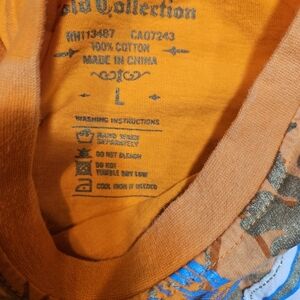 Collection
RN113487 CA07243
100% COTTON
MADE IN CHINA
L
WASHING INSTRUCTIONS
HAND WASH
SEPARATELY
DO NOT BLEACH
DO NOT
TUMBLE DRY LOW
COOL IRON IF NEEDED